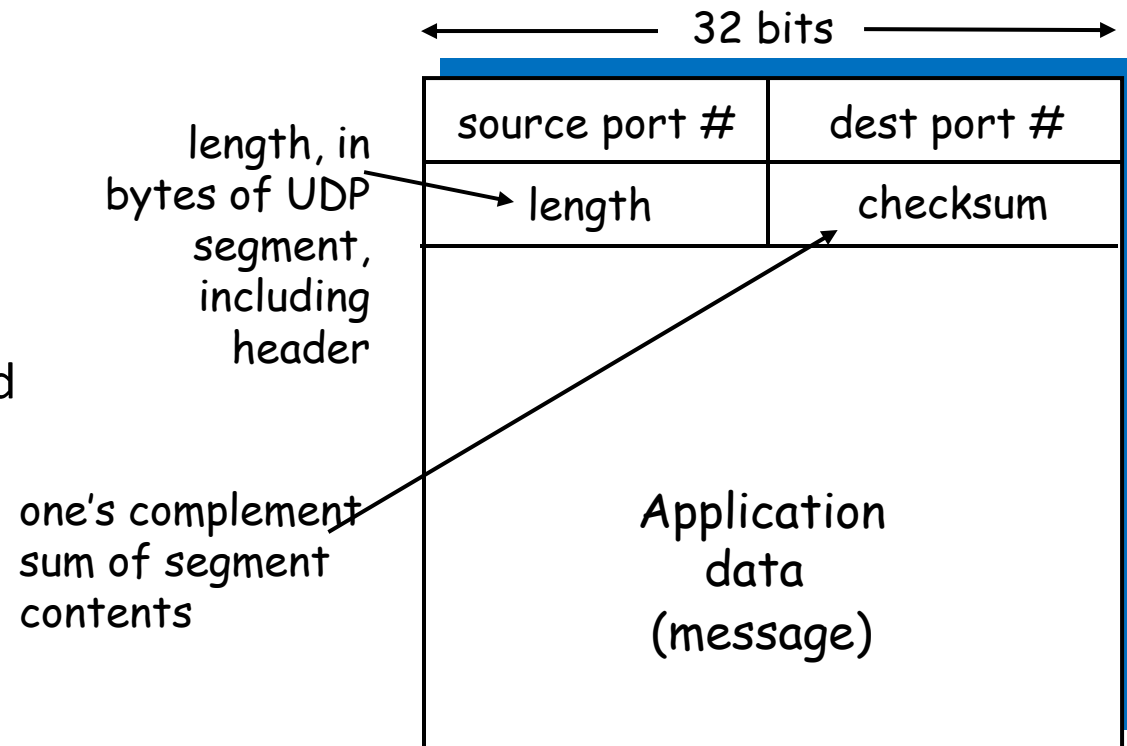 32 bits
source port #
dest port #
length, in
bytes of UDP
segment,
including
header
length
checksum
d
one's complement
sum of segment
contents
Application
data
(message)